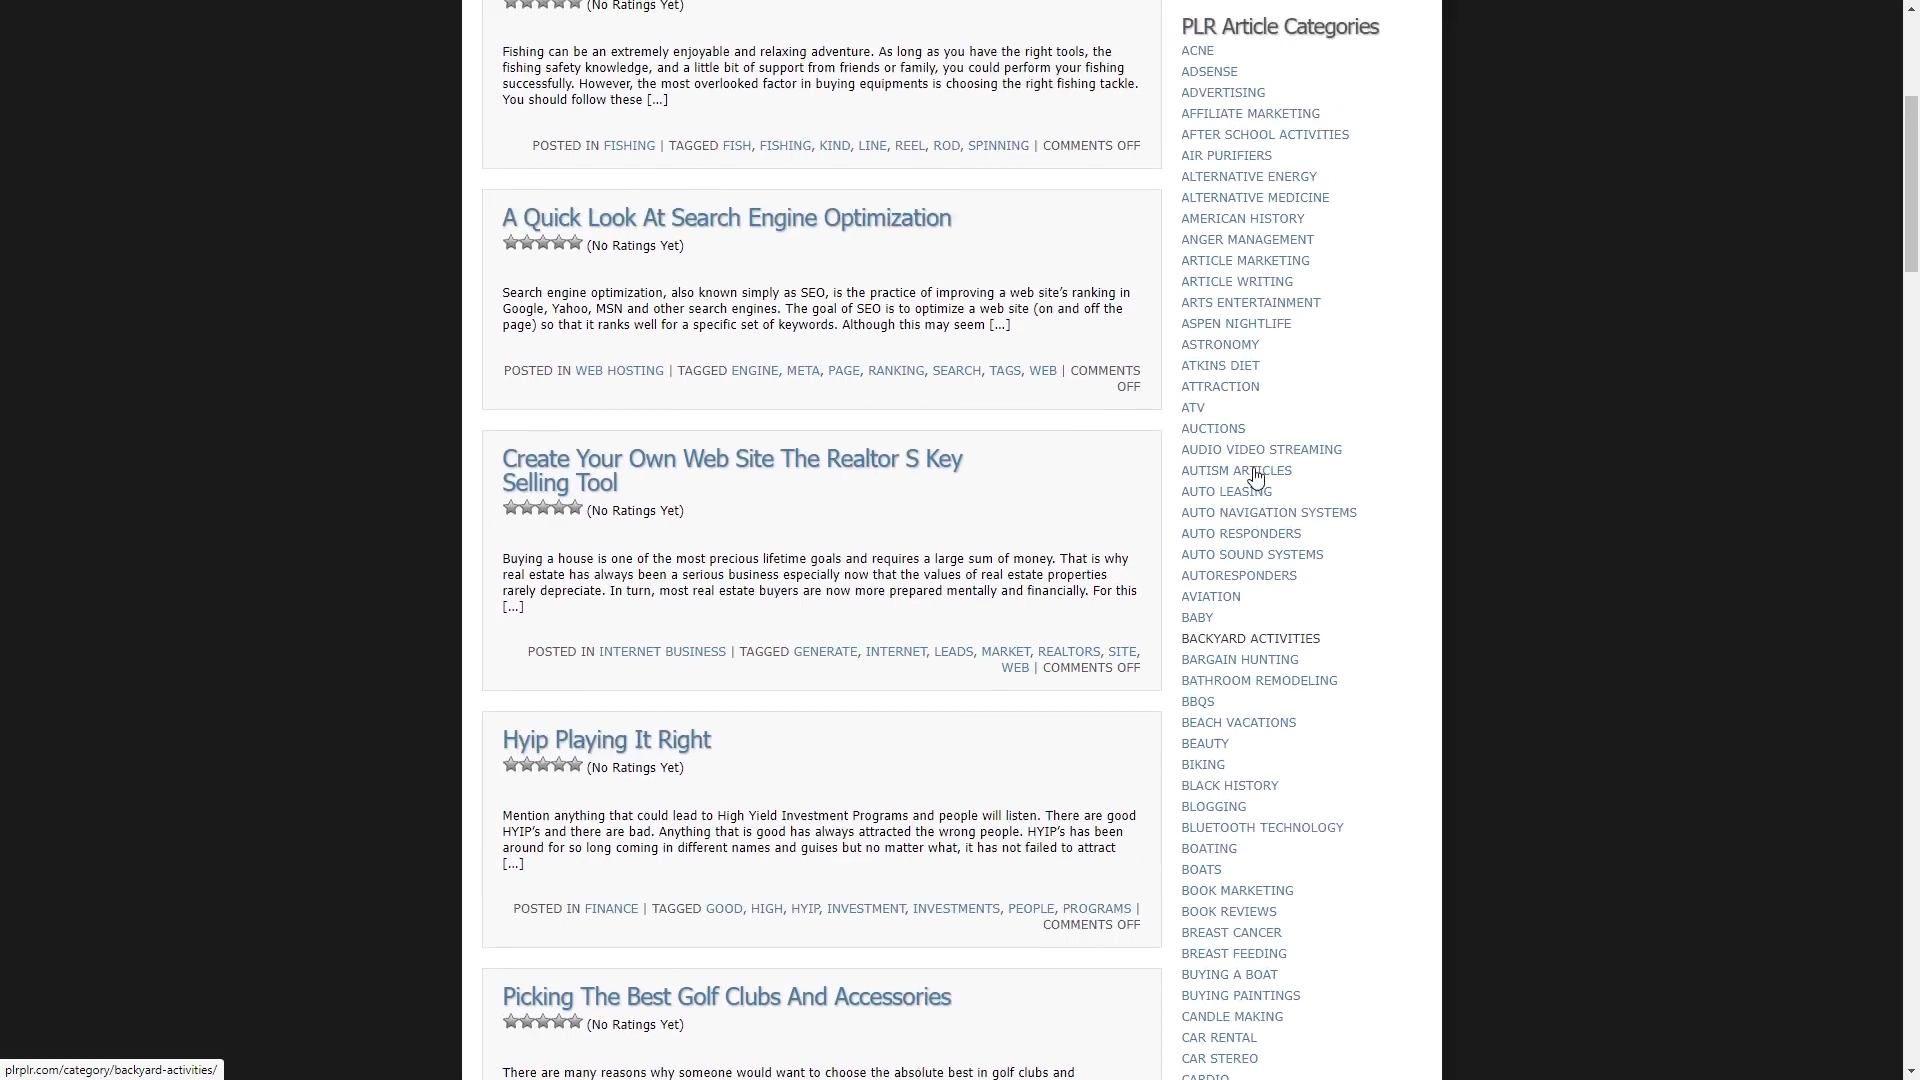 (No Ratings Yet)
Fishing can be an extremely enjoyable and relaxing adventure. As long as you have the right tools, the
fishing safety knowledge, and a little bit of support from friends or family, you could perform your fishing
successfully. However, the most overlooked factor in buying equipments is choosing the right fishing tackle.
You should follow these [...]
POSTED IN FISHING | TAGGED FISH, FISHING, KIND, LINE, REEL, ROD, SPINNING | COMMENTS OFF
A Quick Look At Search Engine Optimization
(No Ratings Yet)
Search engine optimization, also known simply as SEO, is the practice of improving a web site's ranking in
Google, Yahoo, MSN and other search engines. The goal of SEO is to optimize a web site (on and off the
page) so that it ranks well for a specific set of keywords. Although this may seem [...]
POSTED IN WEB HOSTING | TAGGED ENGINE, META, PAGE, RANKING, SEARCH, TAGS, WEB | COMMENTS
OFF
Create Your Own Web Site The Realtor S Key
Selling Tool
(No Ratings Yet)
Buying a house is one of the most precious lifetime goals and requires a large sum of money. That is why
real estate has always been a serious business especially now that the values of real estate properties
rarely depreciate. In turn, most real estate buyers are now more prepared mentally and financially. For this
[...]
POSTED IN INTERNET BUSINESS | TAGGED GENERATE, INTERNET, LEADS, MARKET, REALTORS, SITE,
WEB | COMMENTS OFF
Hyip Playing It Right
(No Ratings Yet)
Mention anything that could lead to High Yield Investment Programs and people will listen. There are good
HYIP's and there are bad. Anything that is good has always attracted the wrong people. HYIP's has been
around for so long coming in different names and guises but no matter what, it has not failed to attract
[...]
POSTED IN FINANCE | TAGGED GOOD, HIGH, HYIP, INVESTMENT, INVESTMENTS, PEOPLE, PROGRAMS |
COMMENTS OFF
Picking The Best Golf Clubs And Accessories
(No Ratings Yet)
There are many reasons why someone would want to choose the absolute best in golf clubs and
PLR Article Categories
ACNE
ADSENSE
ADVERTISING
AFFILIATE MARKETING
AFTER SCHOOL ACTIVITIES
AIR PURIFIERS
ALTERNATIVE ENERGY
ALTERNATIVE MEDICINE
AMERICAN HISTORY
ANGER MANAGEMENT
ARTICLE MARKETING
ARTICLE WRITING
ARTS ENTERTAINMENT
ASPEN NIGHTLIFE
ASTRONOMY
ATKINS DIET
ATTRACTION
ATV
AUCTIONS
AUDIO VIDEO STREAMING
AUTISM ARTICLES
AUTO LEASING
AUTO NAVIGATION SYSTEMS
AUTO RESPONDERS
AUTO SOUND SYSTEMS
AUTORESPONDERS
AVIATION
BABY
BACKYARD ACTIVITIES
BARGAIN HUNTING
BATHROOM REMODELING
BBQS
BEACH VACATIONS
BEAUTY
BIKING
BLACK HISTORY
BLOGGING
BLUETOOTH TECHNOLOGY
BOATING
BOATS
BOOK MARKETING
BOOK REVIEWS
BREAST CANCER
BREAST FEEDING
BUYING A BOAT
BUYING PAINTINGS
CANDLE MAKING
CAR RENTAL
CAR STEREO
CARDIO
plrplr.com/category/backyard-activities/